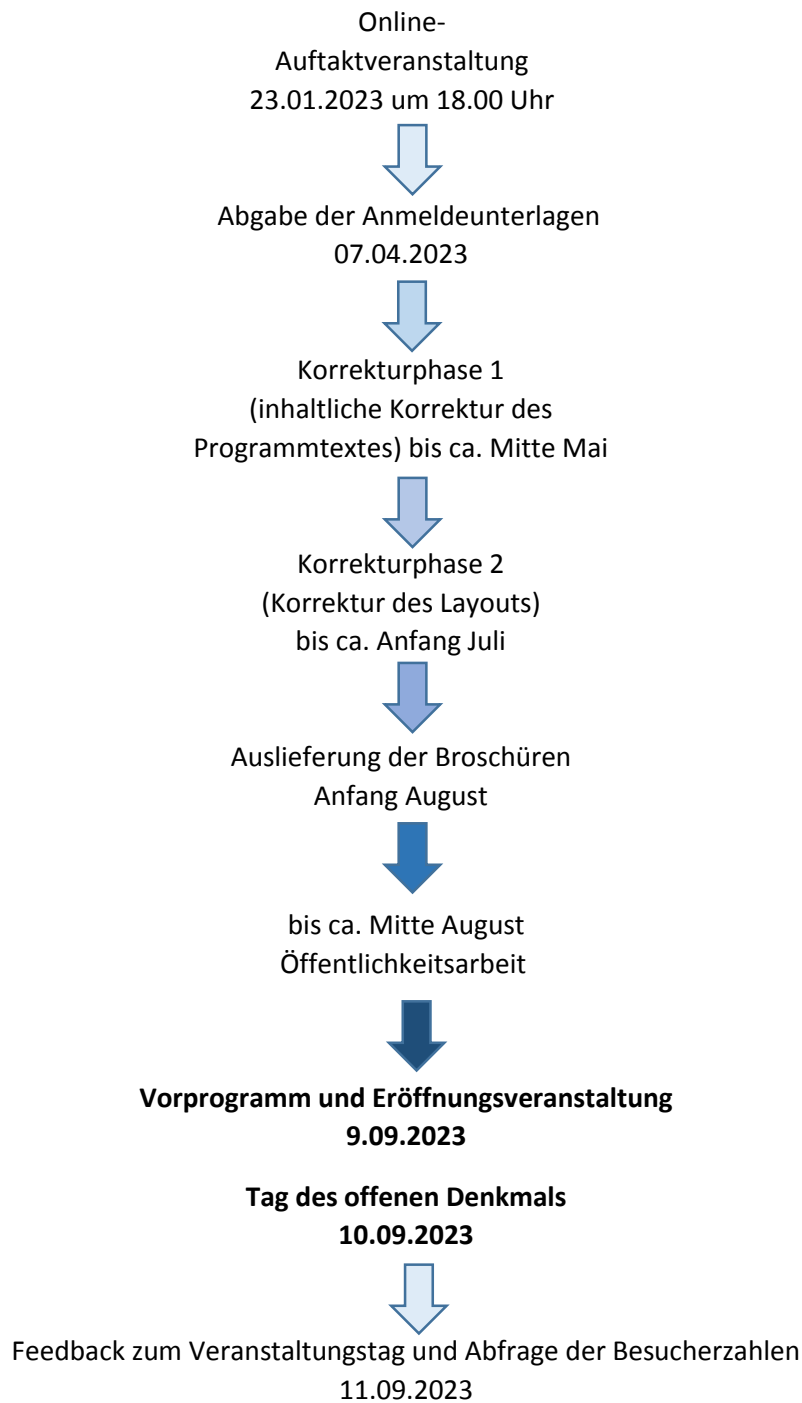 Online-
Auftaktveranstaltung
23.01.2023 um 18.00 Uhr
Abgabe der Anmeldeunterlagen
07.04.2023
Korrekturphase 1
(inhaltliche Korrektur des
Programmtextes) bis ca. Mitte Mai
Korrekturphase 2
(Korrektur des Layouts)
bis ca. Anfang Juli
Auslieferung der Broschüren
Anfang August
bis ca. Mitte August
Öffentlichkeitsarbeit
Vorprogramm und Eröffnungsveranstaltung
9.09.2023
Tag des offenen Denkmals
10.09.2023
Feedback zum Veranstaltungstag und Abfrage der Besucherzahlen
11.09.2023